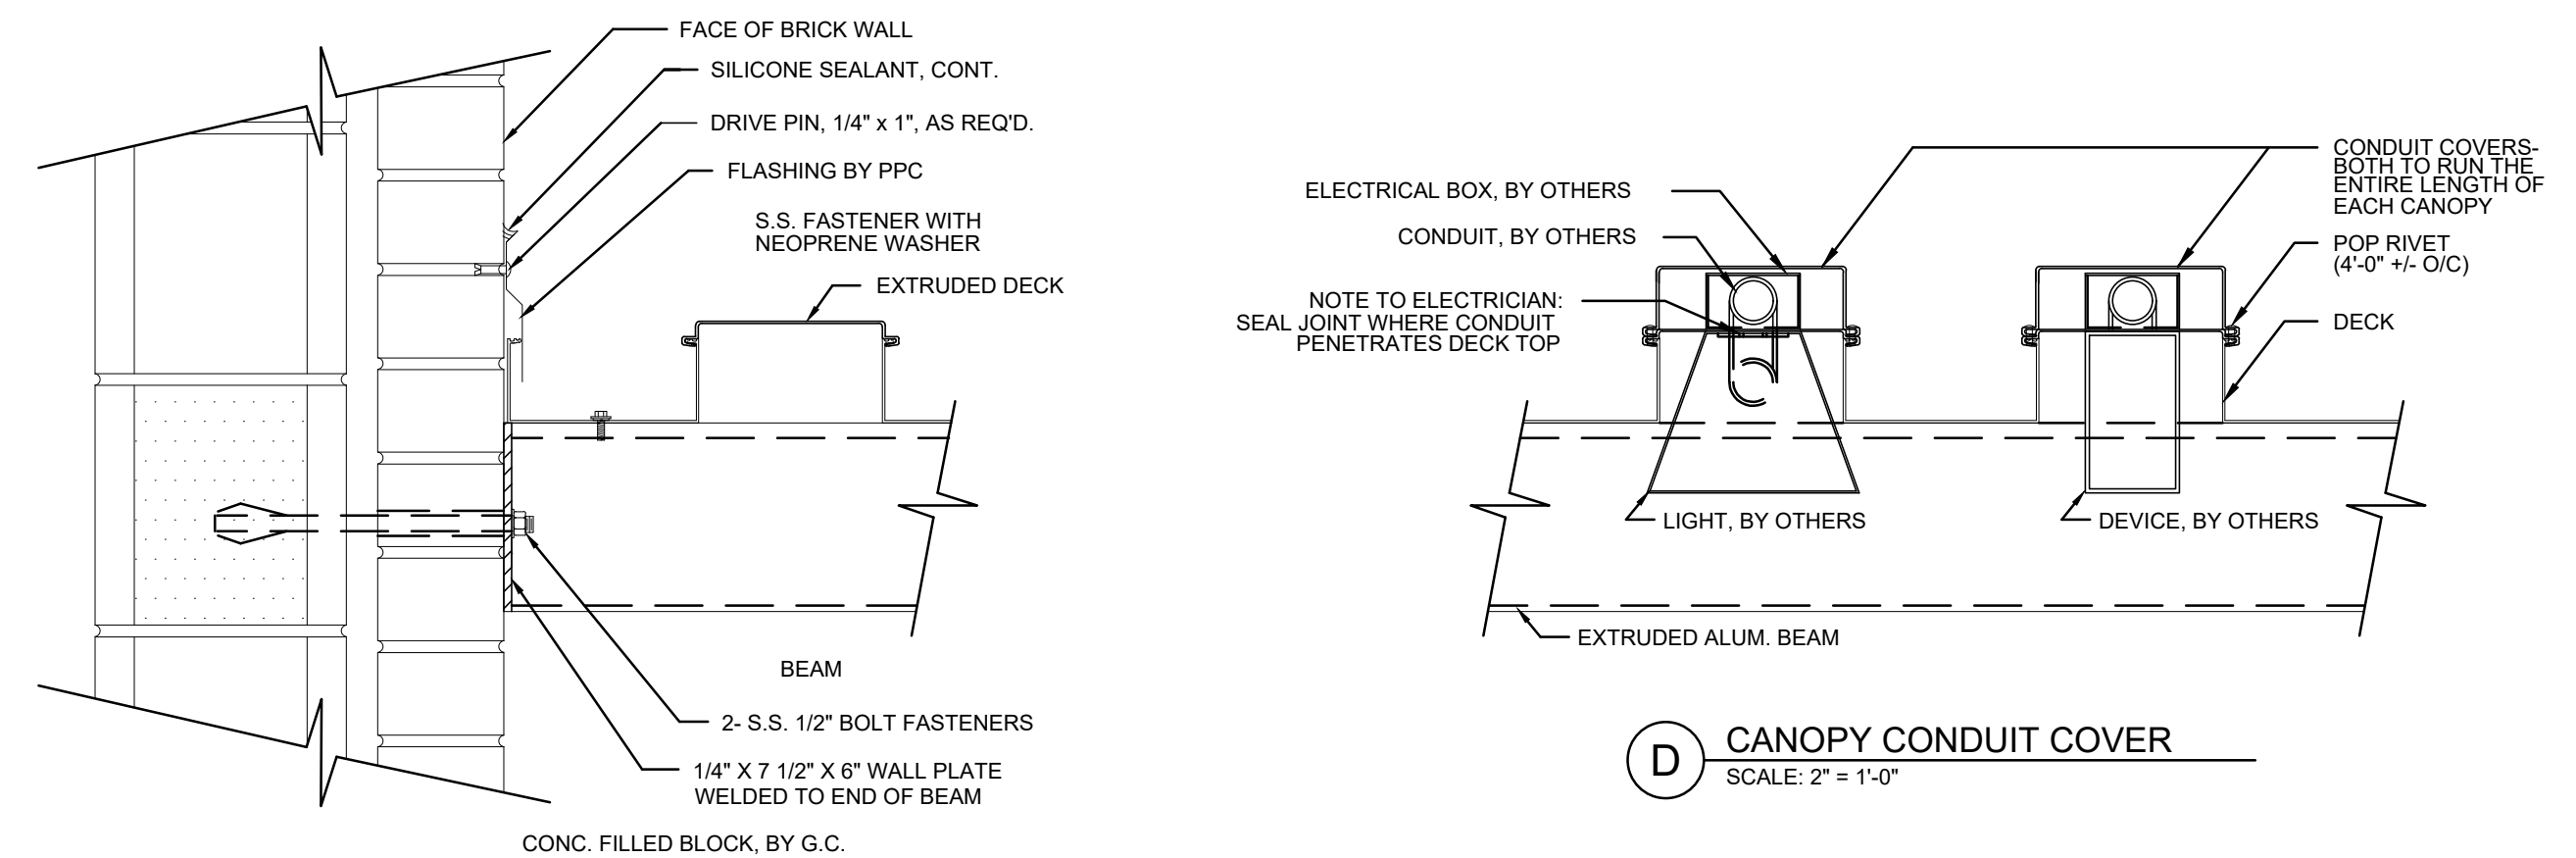 FACE OF BRICK WALL
SILICONE SEALANT, CONT.
DRIVE PIN, 1/4" x 1", AS REQ'D.
FLASHING BY PPC
S.S. FASTENER WITH
NEOPRENE WASHER
EXTRUDED DECK
BEAM
2- S.S. 1/2" BOLT FASTENERS
1/4" X 7 1/2" X 6" WALL PLATE
WELDED TO END OF BEAM
CONC. FILLED BLOCK, BY G.C.
ELECTRICAL BOX, BY OTHERS
CONDUIT, BY OTHERS
NOTE TO ELECTRICIAN:
SEAL JOINT WHERE CONDUIT
PENETRATES DECK TOP
CONDUIT COVERS-
BOTH TO RUN THE
ENTIRE LENGTH OF
EACH CANOPY
POP RIVET
(4'-0" +/- O/C)
DECK
LIGHT, BY OTHERS
DEVICE, BY OTHERS
EXTRUDED ALUM. BEAM
D
CANOPY CONDUIT COVER
SCALE: 2" = 1'-0"